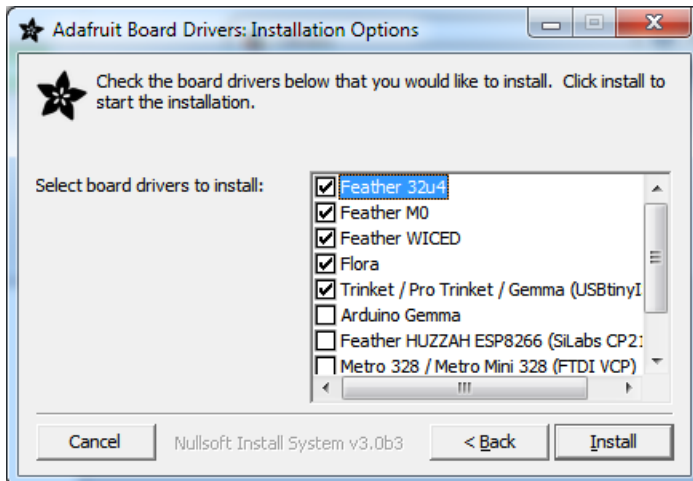 Adafruit Board Drivers: Installation Options
Check the board drivers below that you would like to install. Click install to
start the installation.
Select board drivers to install:
Feather 32u4
Feather M0
Feather WICED
Flora
Trinket / Pro Trinket / Gemma (USBtinyI
Arduino Gemma
Feather HUZZAH ESP8266 (SiLabs CP21
Metro 328 / Metro Mini 328 (FTDI VCP)
Cancel
Nullsoft Install System v3.0b3
< Back
Install